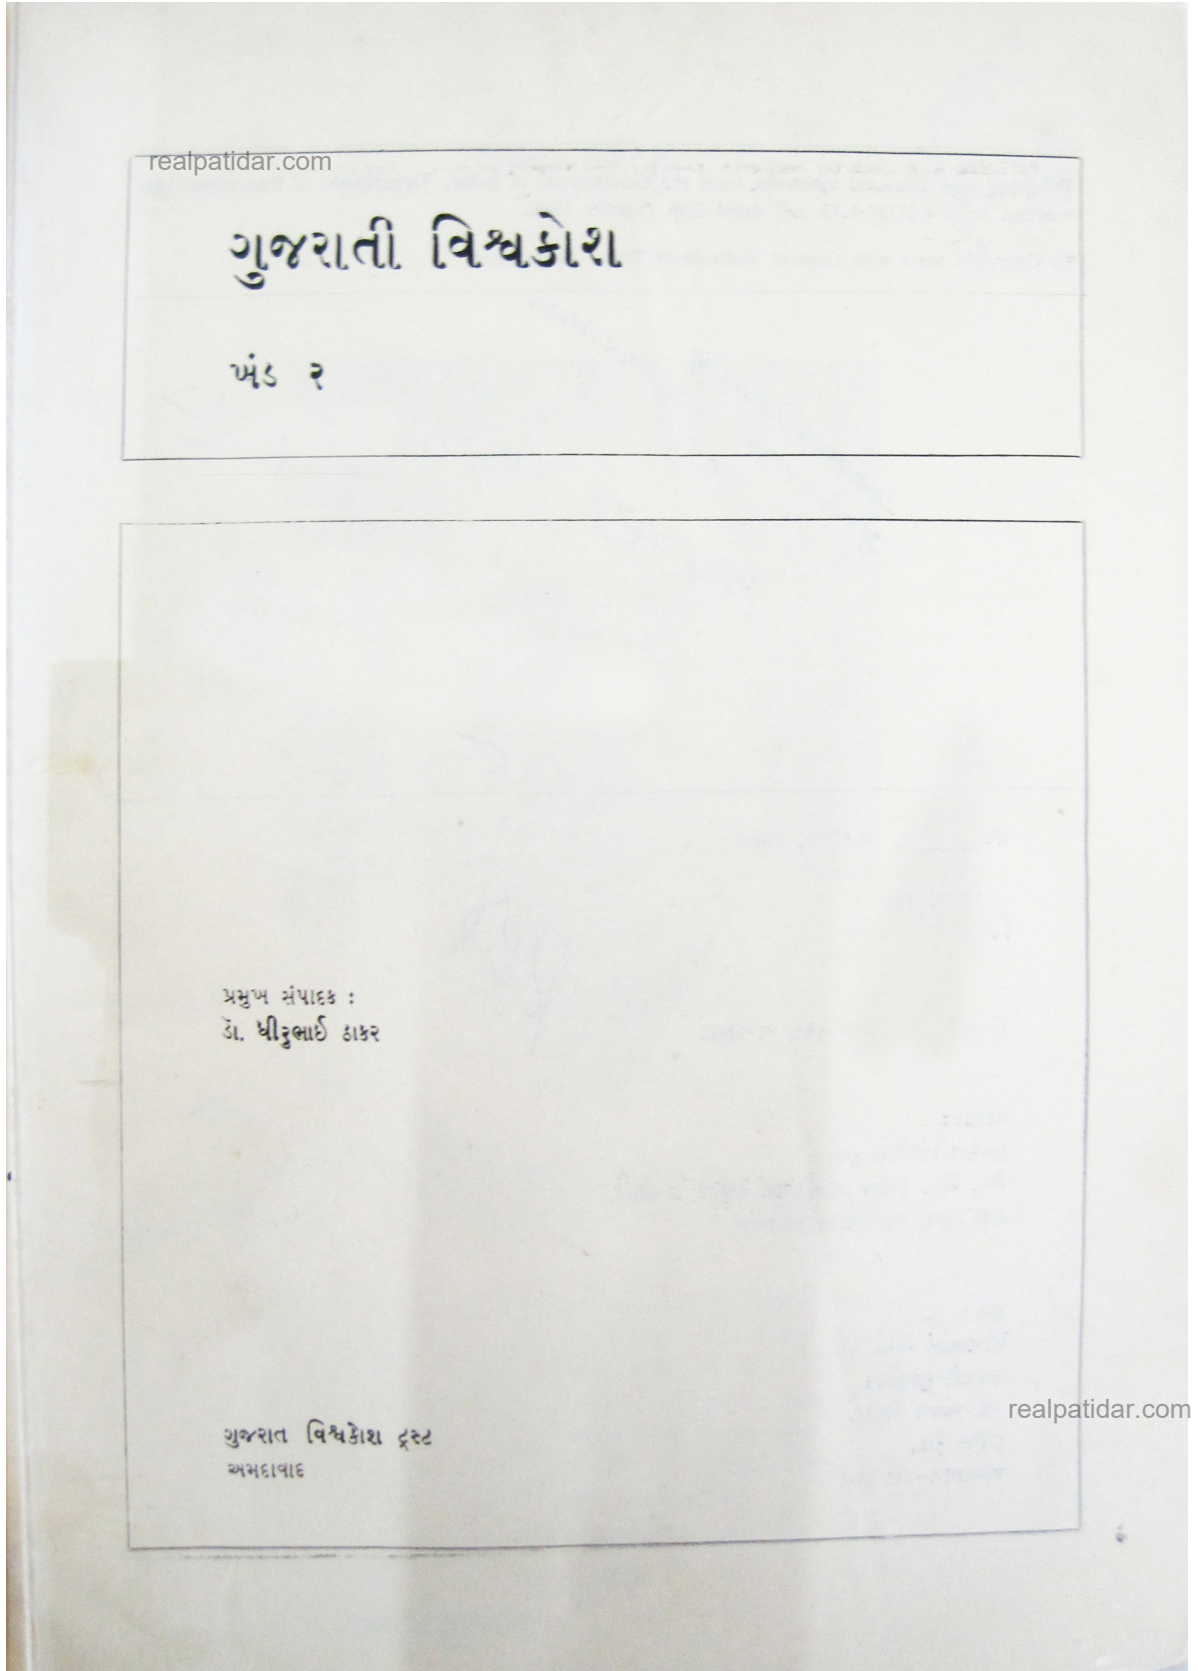 realpatidar.com
ગુજરાતી વિશ્વકોશ
ખંડ ૨
પ્રમુખ સંપાદક :
ડૉ. ધીરુભાઈ ઠાકર
realpatidar.com
ગુજરાત વિશ્વકોશ ટ્રસ્ટ
અમદાવાદ